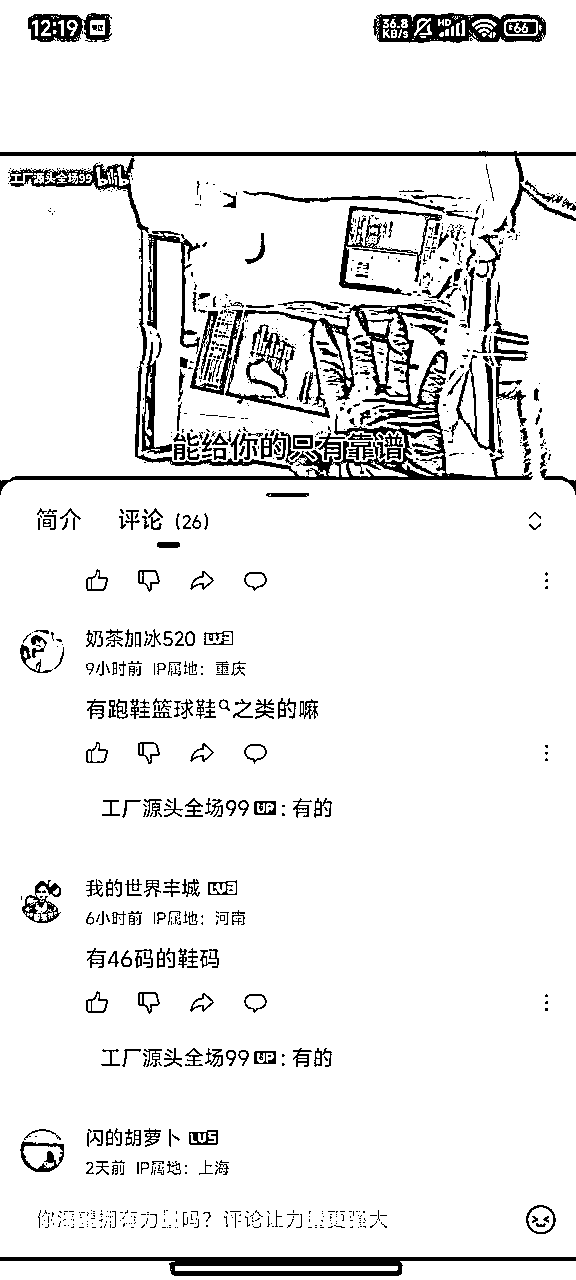 12:19
36.8 KB/s HD 66
工厂源头全场99
能给你的只有靠谱
简介 评论 (26)
奶茶加冰520
9小时前 IP属地：重庆
有跑鞋篮球鞋之类的嘛
工厂源头全场99 UP：有的
我的世界丰城
6小时前 IP属地：河南
有46码的鞋码
工厂源头全场99 UP：有的
闪的胡萝卜 LV5
2天前 IP属地：上海
你渴望拥有力量吗？评论让力量更强大